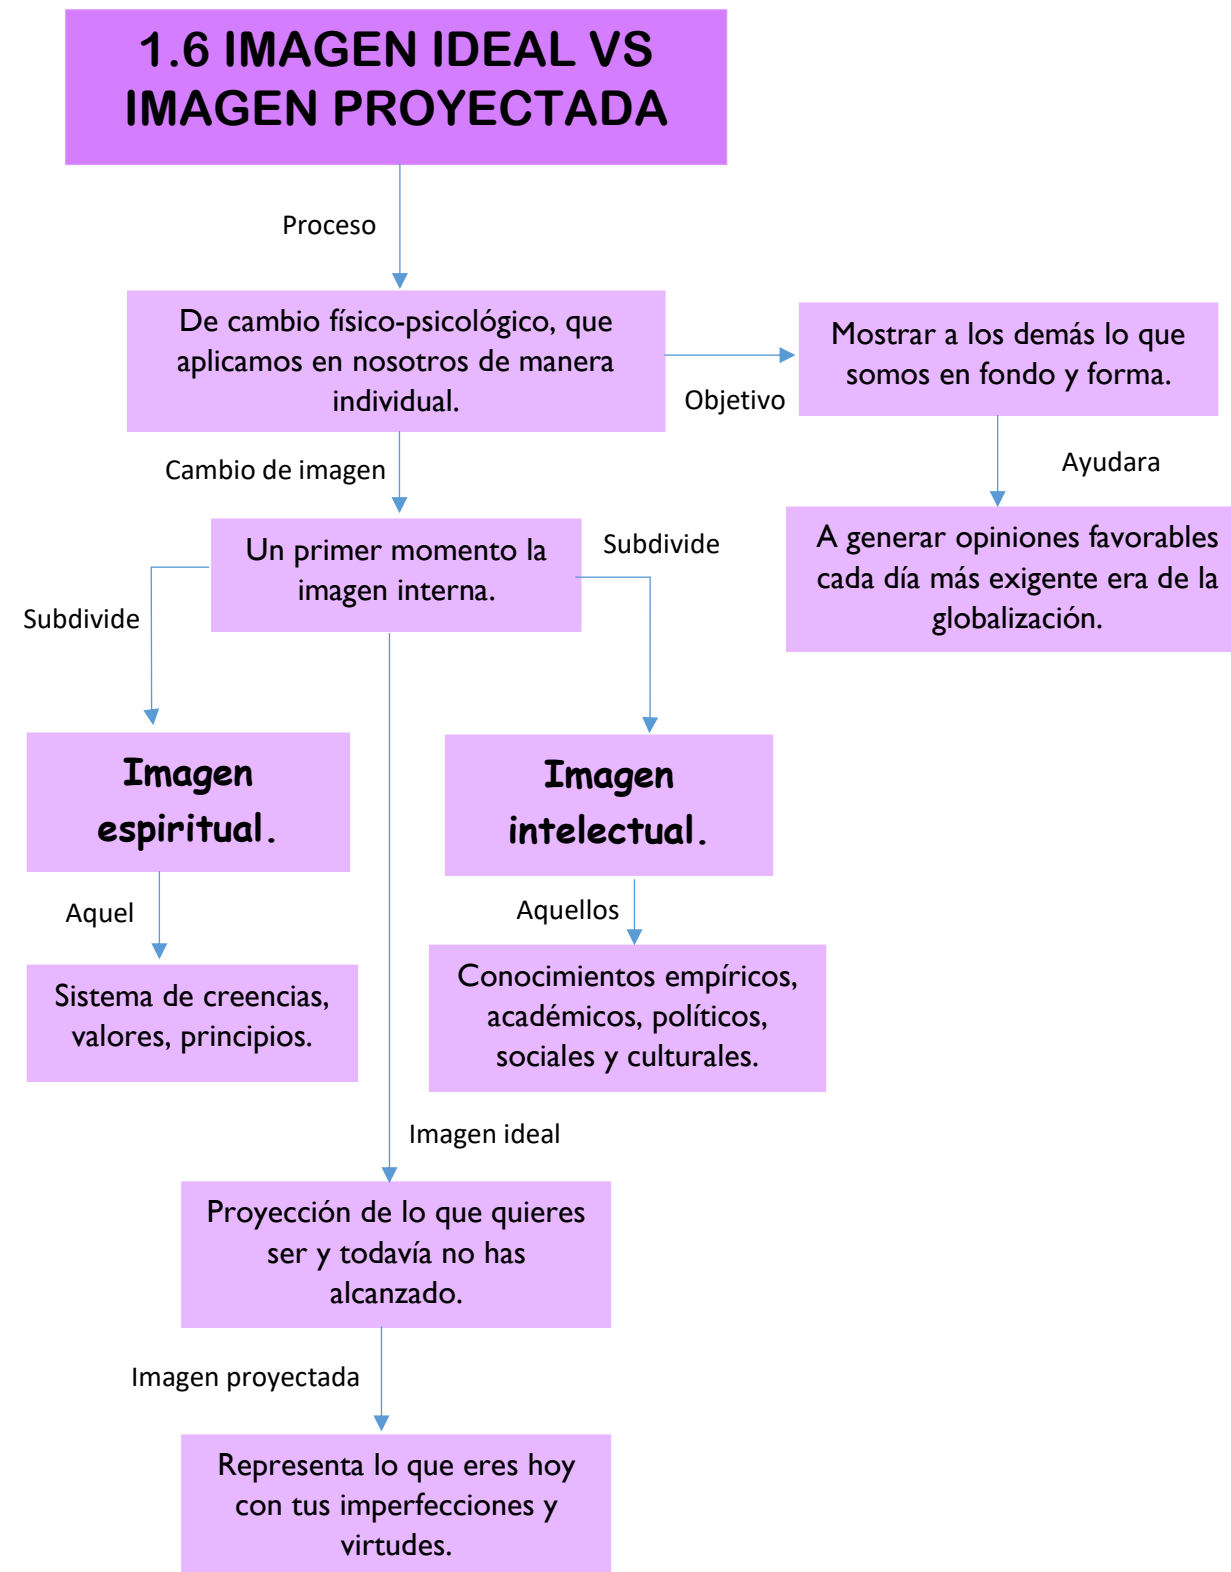 1.6 IMAGEN IDEAL VS
IMAGEN PROYECTADA
Proceso
De cambio físico-psicológico, que
aplicamos en nosotros de manera
individual.
Objetivo
Mostrar a los demás lo que
somos en fondo y forma.
Ayudara
A generar opiniones favorables
cada día más exigente era de la
globalización.
Cambio de imagen
Un primer momento la
imagen interna.
Subdivide
Subdivide
Imagen
espiritual.
Imagen
intelectual.
Aquel
Aquellos
Sistema de creencias,
valores, principios.
Conocimientos empíricos,
académicos, políticos,
sociales y culturales.
Imagen ideal
Proyección de lo que quieres
ser y todavía no has
alcanzado.
Imagen proyectada
Representa lo que eres hoy
con tus imperfecciones y
virtudes.